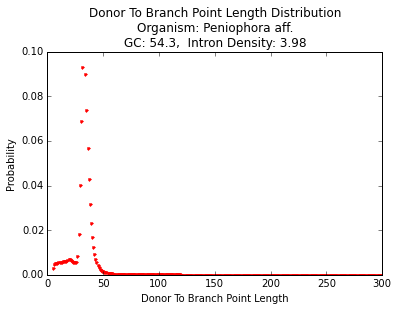 Donor To Branch Point Length Distribution
Organism: Peniophora aff.
GC: 54.3,  Intron Density: 3.98
0.10
0.08
0.06
0.04
0.02
0.00
Probability
0 50 100 150 200 250 300
Donor To Branch Point Length